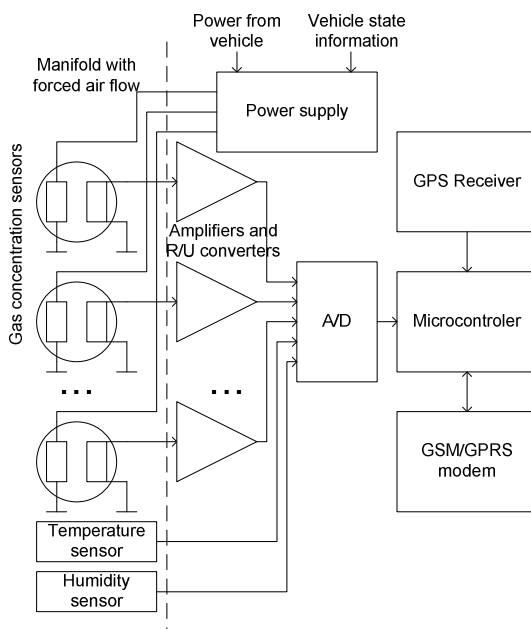 Power from
vehicle
Vehicle state
information
Manifold with
forced air flow
Power supply
Gas concentration sensors
GPS Receiver
Amplifiers and
R/U converters
A/D
Microcontroler
...
...
GSM/GPRS
modem
Temperature
sensor
Humidity
sensor